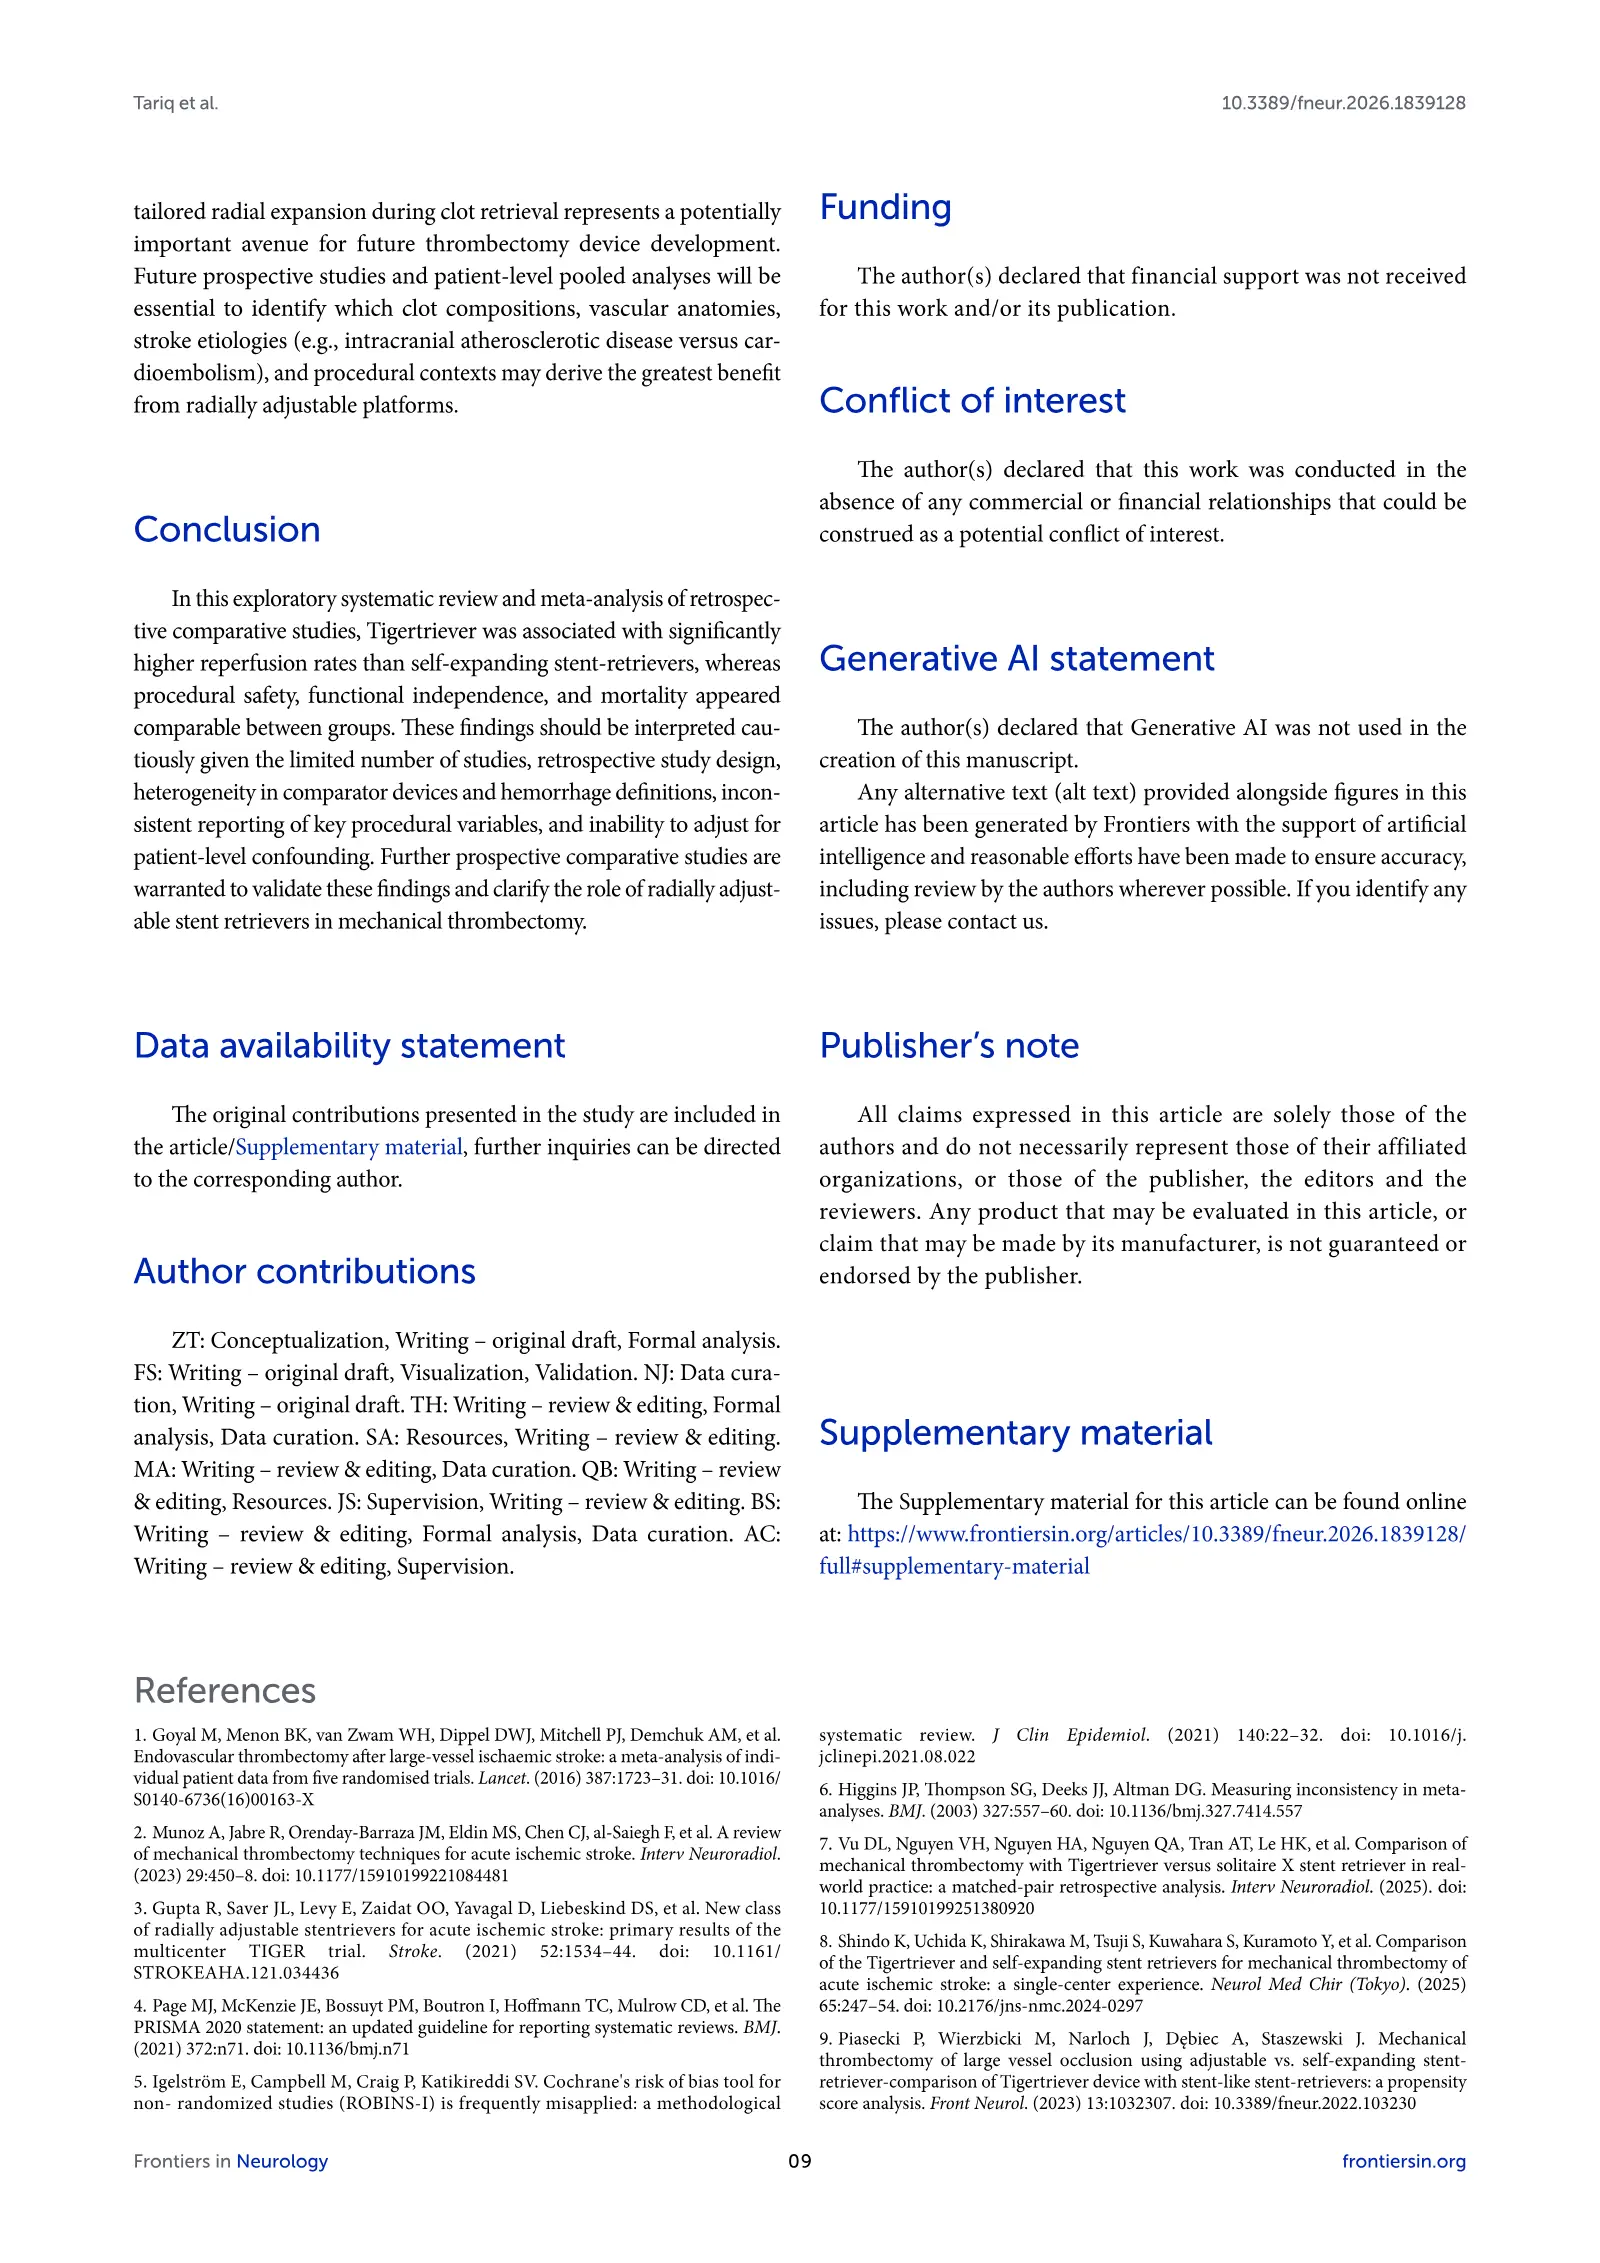 Tariq et al.
10.3389/fneur.2026.1839128
tailored radial expansion during clot retrieval represents a potentially
important avenue for future thrombectomy device development.
Future prospective studies and patient-level pooled analyses will be
essential to identify which clot compositions, vascular anatomies,
stroke etiologies (e.g., intracranial atherosclerotic disease versus car-
dioembolism), and procedural contexts may derive the greatest benefit
from radially adjustable platforms.
Conclusion
In this exploratory systematic review and meta-analysis of retrospec-
tive comparative studies, Tigertriever was associated with significantly
higher reperfusion rates than self-expanding stent-retrievers, whereas
procedural safety, functional independence, and mortality appeared
comparable between groups. These findings should be interpreted cau-
tiously given the limited number of studies, retrospective study design,
heterogeneity in comparator devices and hemorrhage definitions, incon-
sistent reporting of key procedural variables, and inability to adjust for
patient-level confounding. Further prospective comparative studies are
warranted to validate these findings and clarify the role of radially adjust-
able stent retrievers in mechanical thrombectomy.
Data availability statement
The original contributions presented in the study are included in
the article/Supplementary material, further inquiries can be directed
to the corresponding author.
Author contributions
ZT: Conceptualization, Writing – original draft, Formal analysis.
FS: Writing – original draft, Visualization, Validation. NJ: Data cura-
tion, Writing – original draft. TH: Writing – review & editing, Formal
analysis, Data curation. SA: Resources, Writing – review & editing.
MA: Writing – review & editing, Data curation. QB: Writing – review
& editing, Resources. JS: Supervision, Writing – review & editing. BS:
Writing – review & editing, Formal analysis, Data curation. AC:
Writing – review & editing, Supervision.
Funding
The author(s) declared that financial support was not received
for this work and/or its publication.
Conflict of interest
The author(s) declared that this work was conducted in the
absence of any commercial or financial relationships that could be
construed as a potential conflict of interest.
Generative AI statement
The author(s) declared that Generative AI was not used in the
creation of this manuscript.
Any alternative text (alt text) provided alongside figures in this
article has been generated by Frontiers with the support of artificial
intelligence and reasonable efforts have been made to ensure accuracy,
including review by the authors wherever possible. If you identify any
issues, please contact us.
Publisher’s note
All claims expressed in this article are solely those of the
authors and do not necessarily represent those of their affiliated
organizations, or those of the publisher, the editors and the
reviewers. Any product that may be evaluated in this article, or
claim that may be made by its manufacturer, is not guaranteed or
endorsed by the publisher.
Supplementary material
The Supplementary material for this article can be found online
at: https://www.frontiersin.org/articles/10.3389/fneur.2026.1839128/
full#supplementary-material
References
1. Goyal M, Menon BK, van Zwam WH, Dippel DWJ, Mitchell PJ, Demchuk AM, et al.
Endovascular thrombectomy after large-vessel ischaemic stroke: a meta-analysis of indi-
vidual patient data from five randomised trials. Lancet. (2016) 387:1723–31. doi: 10.1016/
S0140-6736(16)00163-X
2. Munoz A, Jabre R, Orenday-Barraza JM, Eldin MS, Chen CJ, al-Saiegh F, et al. A review
of mechanical thrombectomy techniques for acute ischemic stroke. Interv Neuroradiol.
(2023) 29:450–8. doi: 10.1177/15910199221084481
3. Gupta R, Saver JL, Levy E, Zaidat OO, Yavagal D, Liebeskind DS, et al. New class
of radially adjustable stentrievers for acute ischemic stroke: primary results of the
multicenter TIGER trial. Stroke. (2021) 52:1534–44. doi: 10.1161/
STROKEAHA.121.034436
4. Page MJ, McKenzie JE, Bossuyt PM, Boutron I, Hoffmann TC, Mulrow CD, et al. The
PRISMA 2020 statement: an updated guideline for reporting systematic reviews. BMJ.
(2021) 372:n71. doi: 10.1136/bmj.n71
5. Igelström E, Campbell M, Craig P, Katikireddi SV. Cochrane's risk of bias tool for
non- randomized studies (ROBINS-I) is frequently misapplied: a methodological
systematic review. J Clin Epidemiol. (2021) 140:22–32. doi: 10.1016/j.
jclinepi.2021.08.022
6. Higgins JP, Thompson SG, Deeks JJ, Altman DG. Measuring inconsistency in meta-
analyses. BMJ. (2003) 327:557–60. doi: 10.1136/bmj.327.7414.557
7. Vu DL, Nguyen VH, Nguyen HA, Nguyen QA, Tran AT, Le HK, et al. Comparison of
mechanical thrombectomy with Tigertriever versus solitaire X stent retriever in real-
world practice: a matched-pair retrospective analysis. Interv Neuroradiol. (2025). doi:
10.1177/15910199251380920
8. Shindo K, Uchida K, Shirakawa M, Tsuji S, Kuwahara S, Kuramoto Y, et al. Comparison
of the Tigertriever and self-expanding stent retrievers for mechanical thrombectomy of
acute ischemic stroke: a single-center experience. Neurol Med Chir (Tokyo). (2025)
65:247–54. doi: 10.2176/jns-nmc.2024-0297
9. Piasecki P, Wierzbicki M, Narloch J, Dębiec A, Staszewski J. Mechanical
thrombectomy of large vessel occlusion using adjustable vs. self-expanding stent-
retriever-comparison of Tigertriever device with stent-like stent-retrievers: a propensity
score analysis. Front Neurol. (2023) 13:1032307. doi: 10.3389/fneur.2022.103230
Frontiers in Neurology
09
frontiersin.org